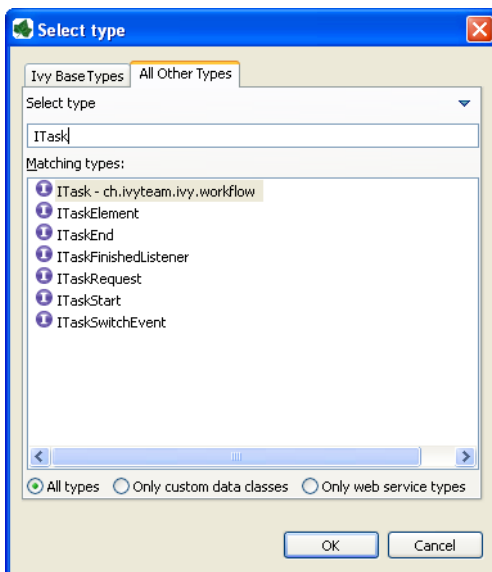 Select type
Ivy Base Types
All Other Types
Select type
ITask
Matching types:
ITask - ch.ivyteam.ivy.workflow
ITaskElement
ITaskEnd
ITaskFinishedListener
ITaskRequest
ITaskStart
ITaskSwitchEvent
All types Only custom data classes Only web service types
OK Cancel